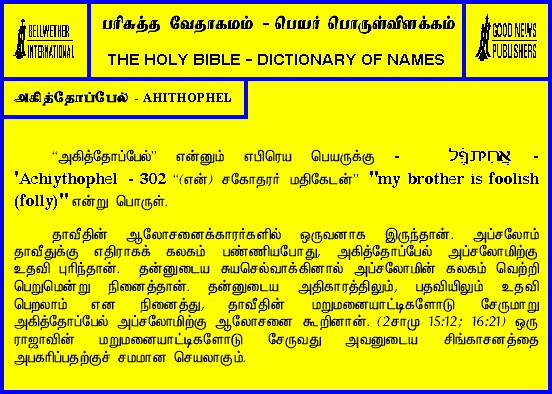 BELLWETHER
INTERNATIONAL
பரிசுத்த வேதாகமம் - பெயர் பொருள்விளக்கம்
THE HOLY BIBLE - DICTIONARY OF NAMES
GOOD NEWS
PUBLISHERS
அகித்தோப்பேல் - AHITHOPHEL
“அகித்தோப்பேல்” என்னும் எபிரெய பெயருக்கு - אֲחִיתֹפֶל -
'Achiythophel - 302 “(என்) சகோதரர் மதிகேடன்” "my brother is foolish
(folly)" என்று பொருள்.
தாவீதின் ஆலோசனைக்காரர்களில் ஒருவனாக இருந்தான். அப்சலோம்
தாவீதுக்கு எதிராகக் கலகம் பண்ணியபோது, அகித்தோப்பேல் அப்சலோமிற்கு
உதவி புரிந்தான். தன்னுடைய சுயசெல்வாக்கினால் அப்சலோமின் கலகம் வெற்றி
பெறுமென்று நினைத்தான். தன்னுடைய அதிகாரத்திலும், பதவியிலும் உதவி
பெறலாம் என நினைத்து, தாவீதின் மறுமனையாட்டிகளோடு சேருமாறு
அகித்தோப்பேல் அப்சலோமிற்கு ஆலோசனை கூறினான். (2சாமு 15:12; 16:21) ஒரு
ராஜாவின் மறுமனையாட்டிகளோடு சேருவது அவனுடைய சிங்காசனத்தை
அபகரிப்பதற்குச் சமமான செயலாகும்.